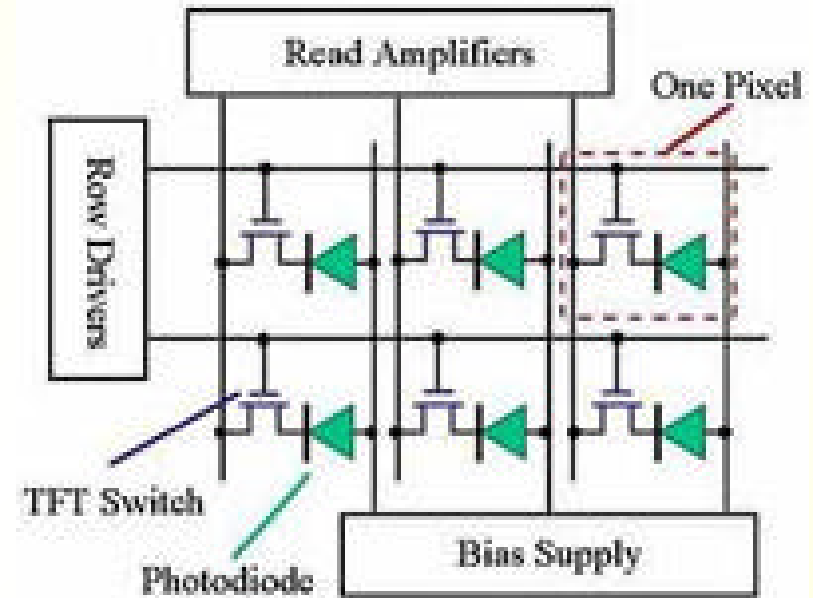 Read Amplifiers
One Pixel
Row Drivers
TFT Switch
Photodiode
Bias Supply